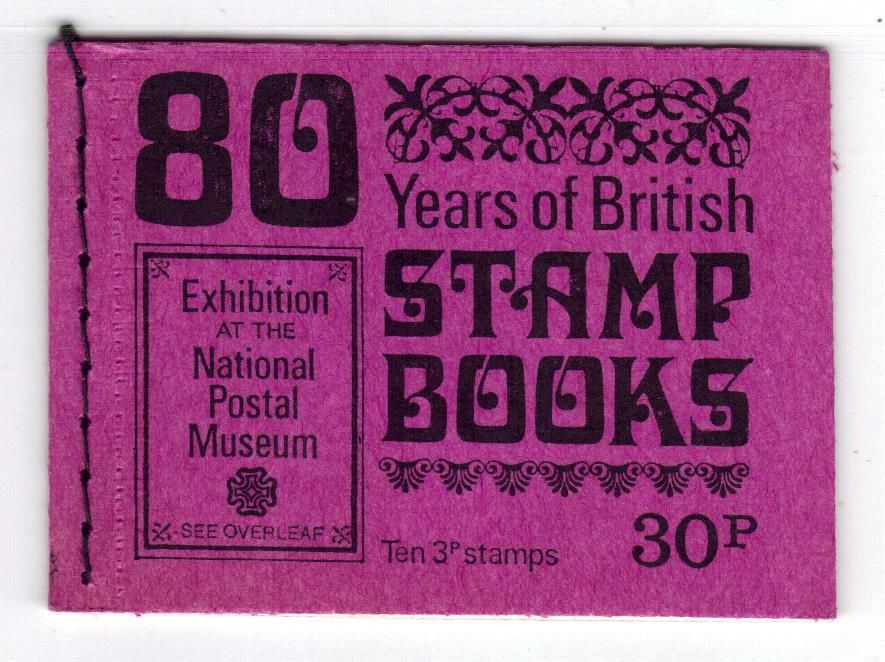 80
Years of British
STAMP
BOOKS
Exhibition
AT THE
National
Postal
Museum
SEE OVERLEAF
Ten 3P stamps
30P